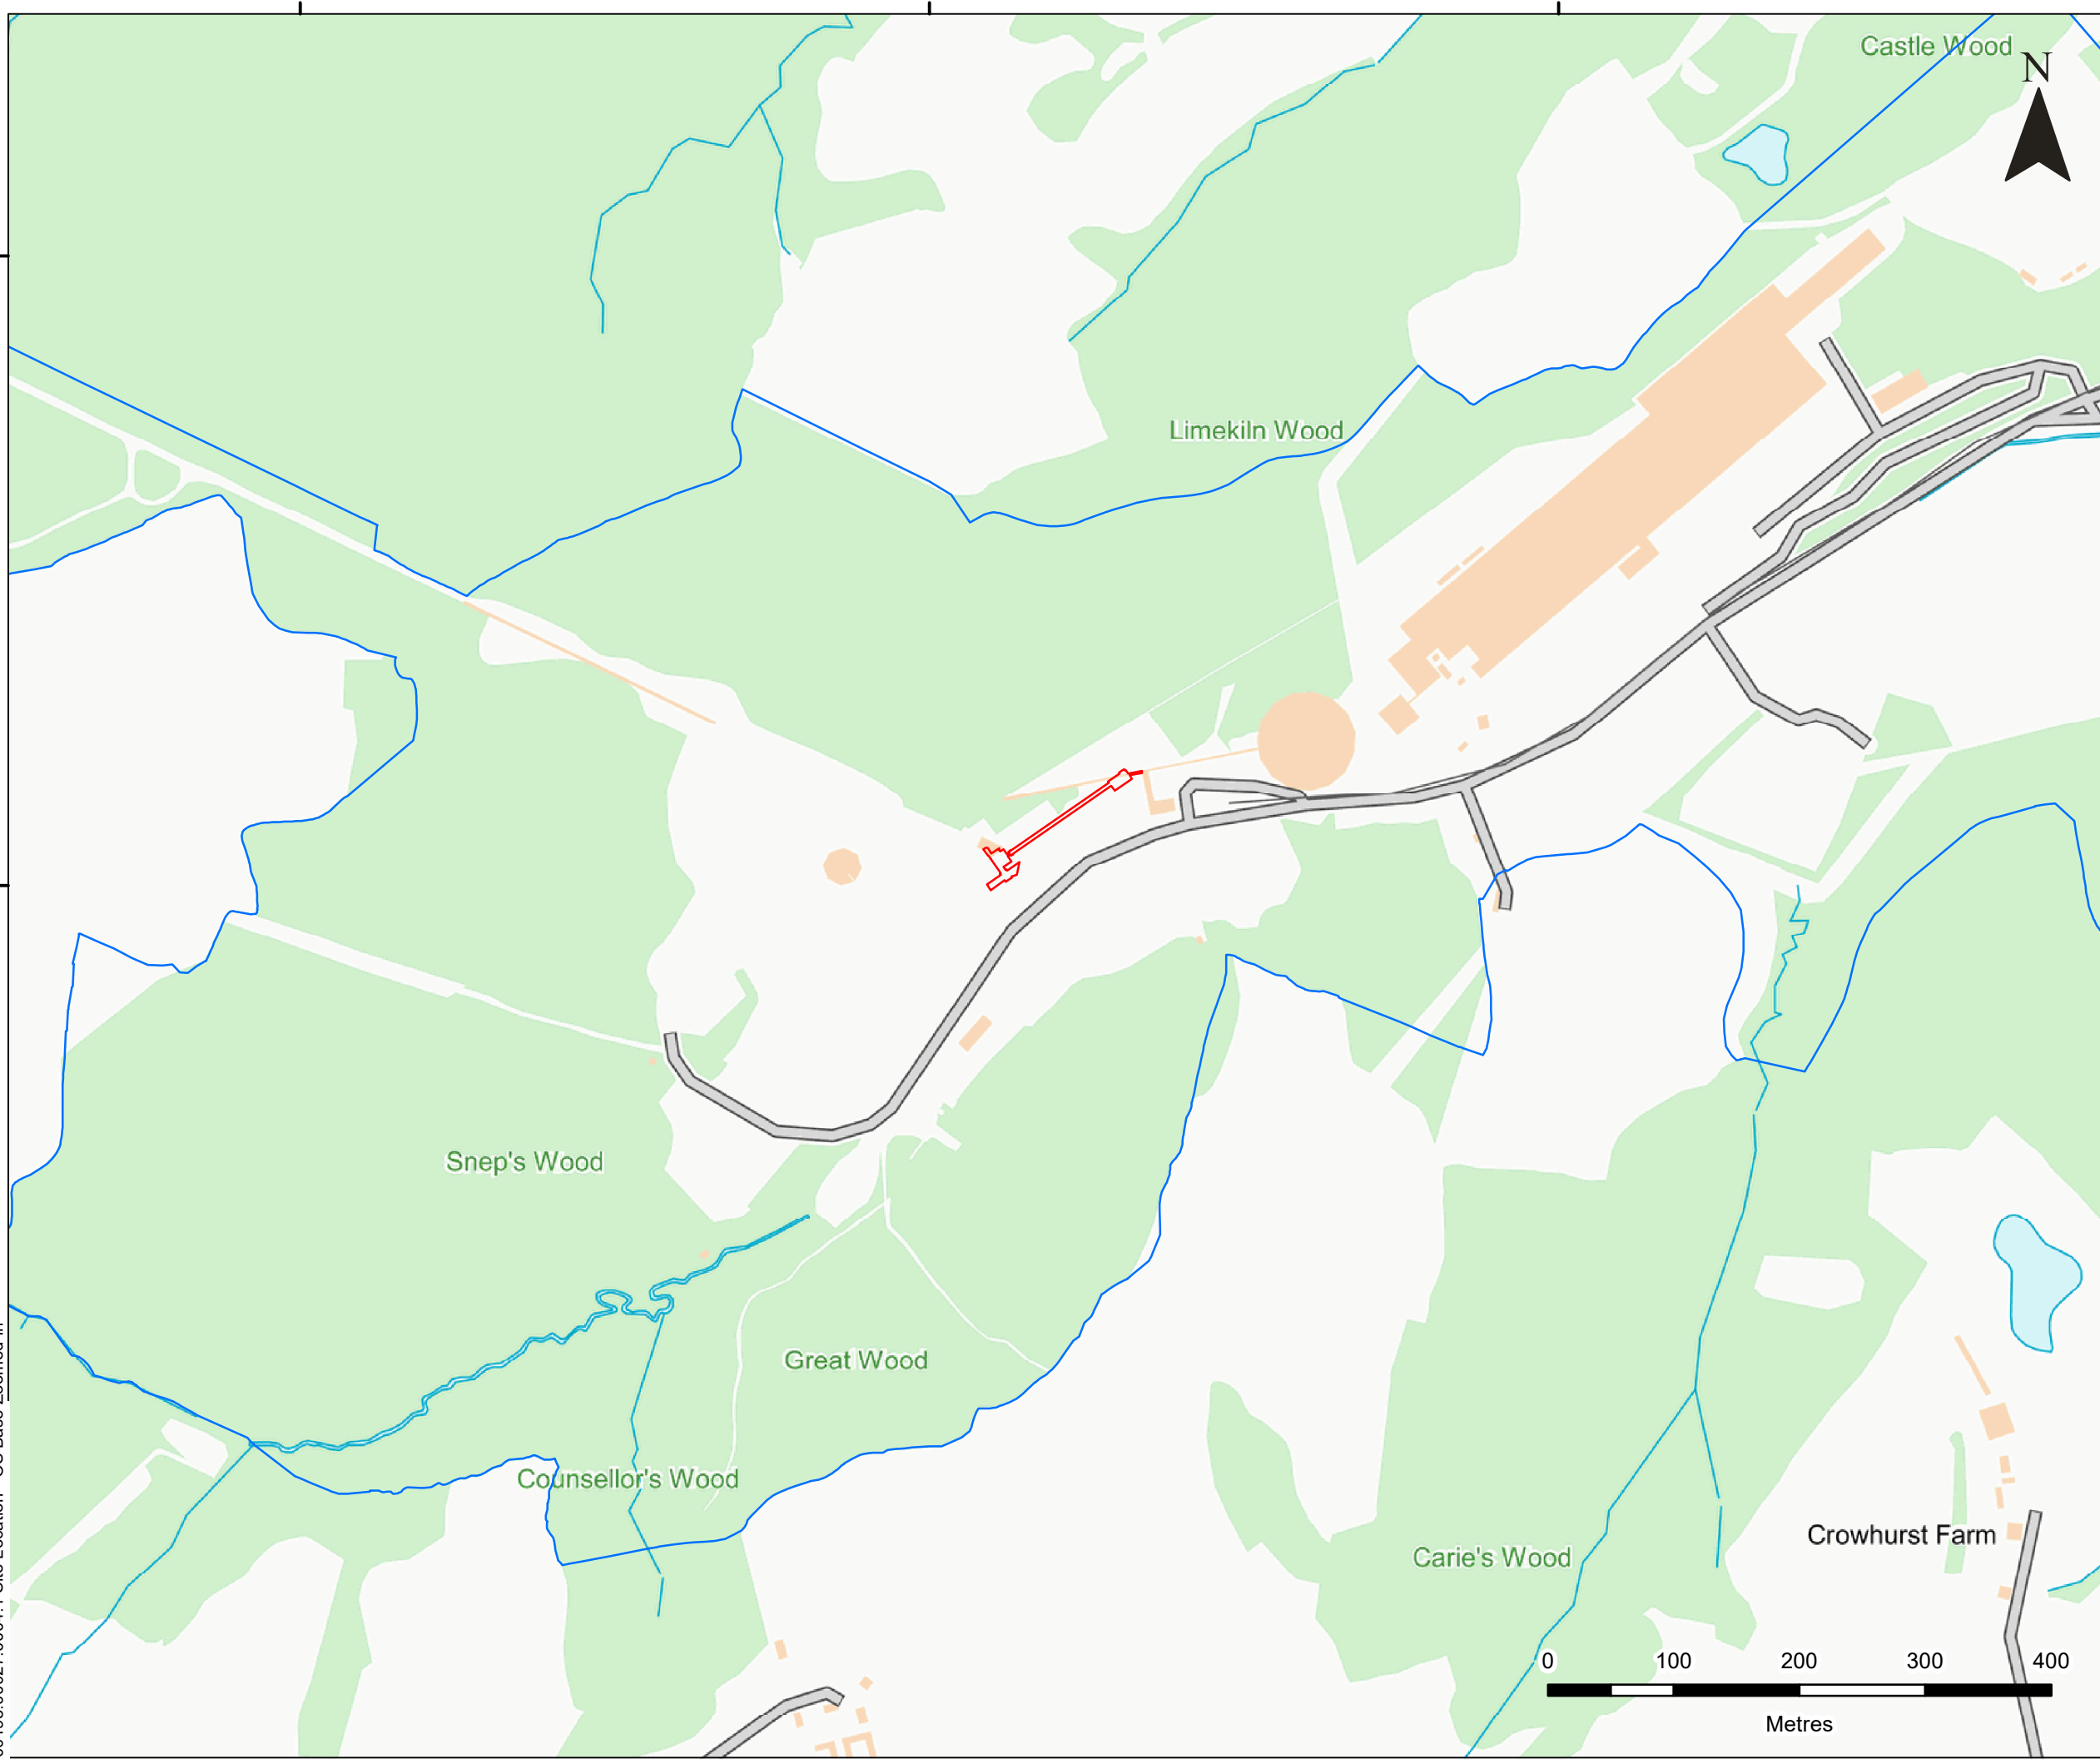 Castle Wood
N
Limekiln Wood
Snep's Wood
Great Wood
Counsellor's Wood
Crowhurst Farm
Carie's Wood
0 100 200 300 400
Metres